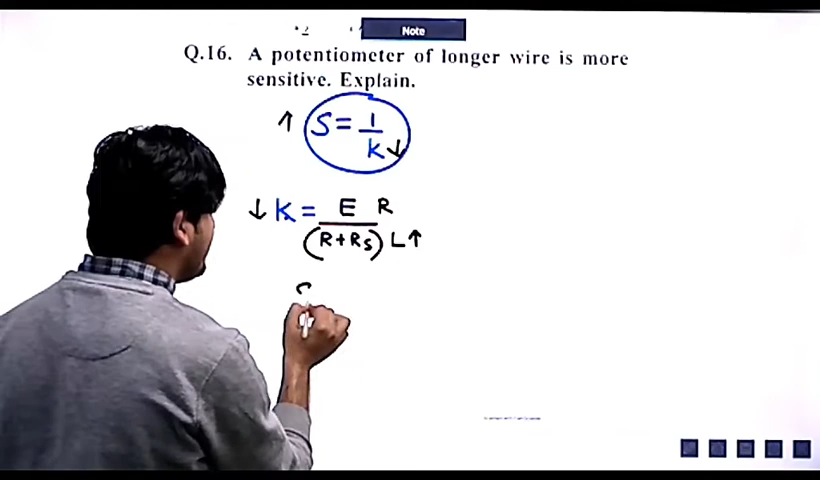 Note
Q.16. A potentiometer of longer wire is more
sensitive. Explain.
↑ S = 1/K↓
↓ K = E R / (R+Rs) L↑